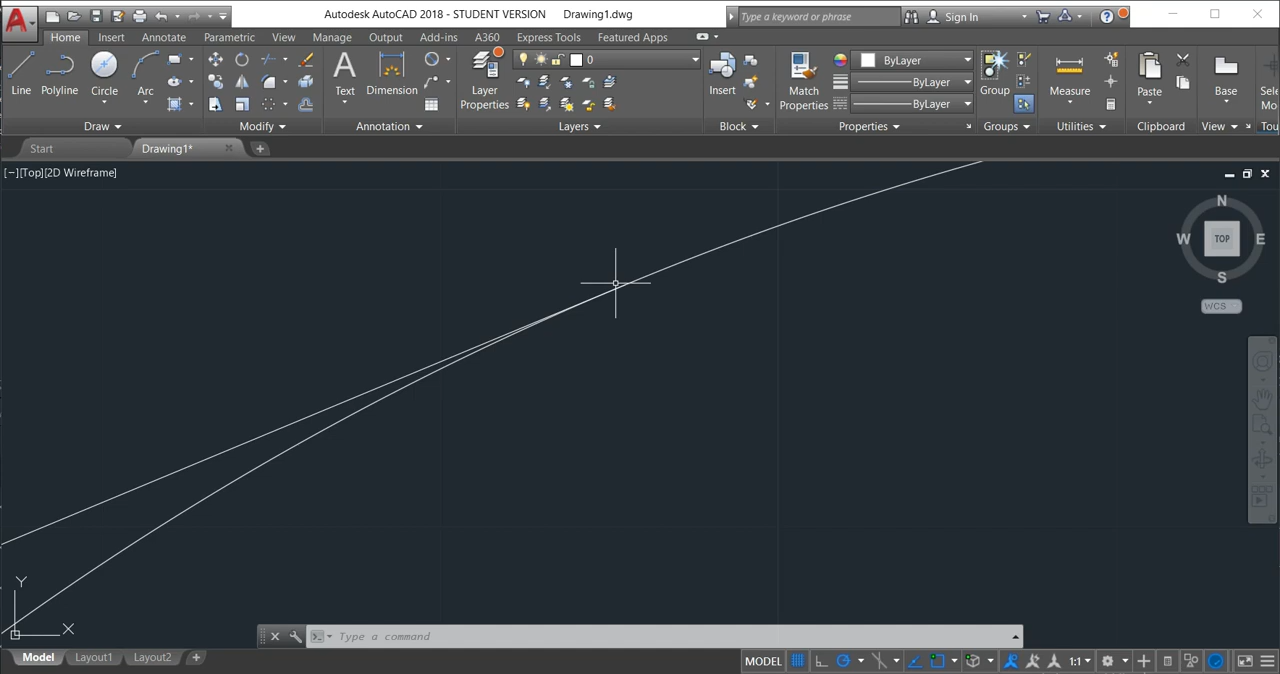 Autodesk AutoCAD 2018 - STUDENT VERSION Drawing1.dwg
Type a keyword or phrase
Sign In
Home Insert Annotate Parametric View Manage Output Add-ins A360 Express Tools Featured Apps
0
ByLayer
ByLayer
ByLayer
Line Polyline Circle Arc
Text Dimension
Layer Properties
Insert
Match Properties
Group
Measure
Paste
Base
Draw Modify Annotation Layers Block Properties Groups Utilities Clipboard View
Start Drawing1*
[−][Top][2D Wireframe]
N
W TOP E
S
WCS
Y
X
Type a command
Model Layout1 Layout2
MODEL 1:1